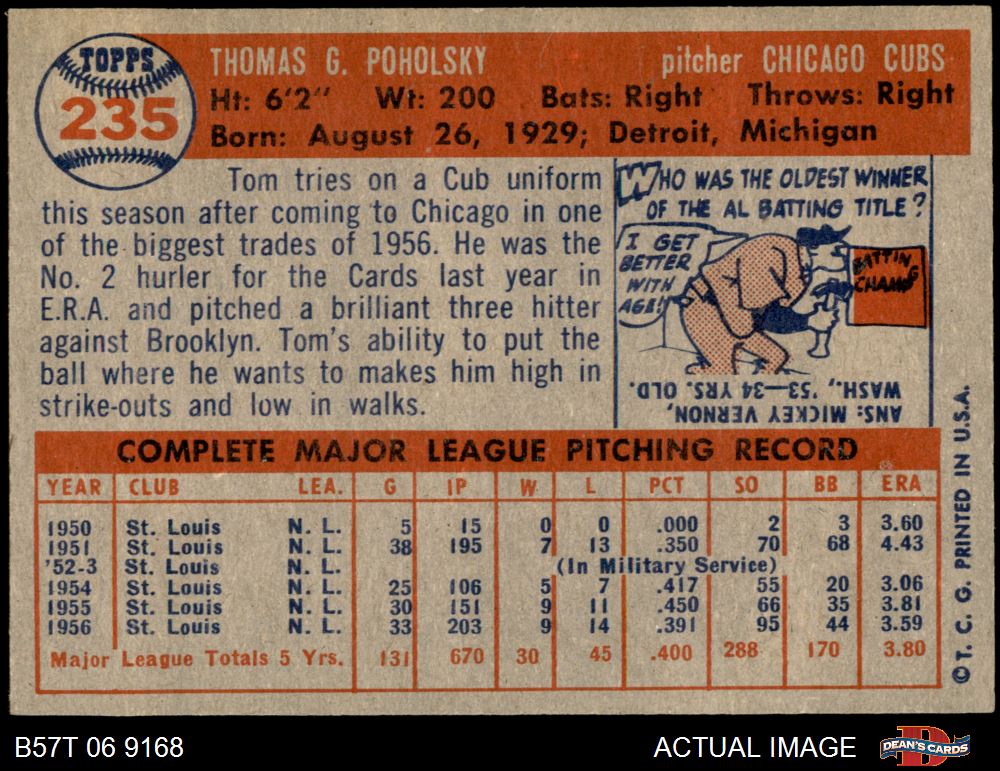 TOPPS
235
THOMAS G. POHOLSKY pitcher CHICAGO CUBS
Ht: 6'2" Wt: 200 Bats: Right Throws: Right
Born: August 26, 1929; Detroit, Michigan
Tom tries on a Cub uniform
this season after coming to Chicago in one
of the biggest trades of 1956. He was the
No. 2 hurler for the Cards last year in
E.R.A. and pitched a brilliant three hitter
against Brooklyn. Tom's ability to put the
ball where he wants to makes him high in
strike-outs and low in walks.
WHO WAS THE OLDEST WINNER
OF THE AL BATTING TITLE?
I GET
BETTER
WITH
AGE!!
BATTING
CHAMP
ANS: MICKEY VERNON,
WASH., '53—34 YRS. OLD.
COMPLETE MAJOR LEAGUE PITCHING RECORD
YEAR CLUB LEA. G IP W L PCT SO BB ERA
1950 St. Louis N. L. 5 15 0 0 .000 2 3 3.60
1951 St. Louis N. L. 38 195 7 13 .350 70 68 4.43
'52-3 St. Louis N. L. (In Military Service)
1954 St. Louis N. L. 25 106 5 7 .417 55 20 3.06
1955 St. Louis N. L. 30 151 9 11 .450 66 35 3.81
1956 St. Louis N. L. 33 203 9 14 .391 95 44 3.59
Major League Totals 5 Yrs. 131 670 30 45 .400 288 170 3.80
©T. C. G. PRINTED IN U.S.A.
B57T 06 9168 ACTUAL IMAGE DEAN'S CARDS